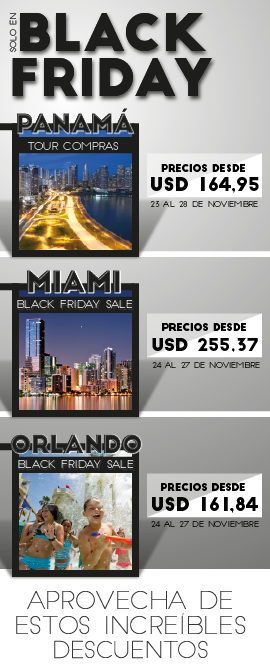 SOLO EN
BLACK
FRIDAY
PANAMÁ
TOUR COMPRAS
PRECIOS DESDE
USD 164,95
23 AL 28 DE NOVIEMBRE
MIAMI
BLACK FRIDAY SALE
PRECIOS DESDE
USD 255.37
24 AL 27 DE NOVIEMBRE
ORLANDO
BLACK FRIDAY SALE
PRECIOS DESDE
USD 161,84
24 AL 27 DE NOVIEMBRE
APROVECHA DE
ESTOS INCREÍBLES
DESCUENTOS